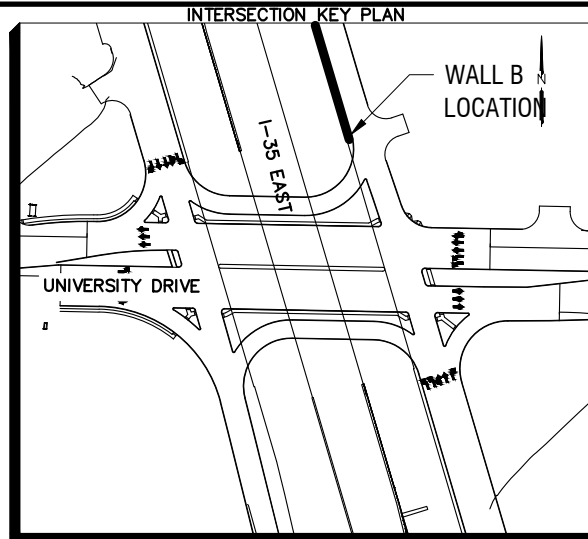 INTERSECTION KEY PLAN
WALL B
N
LOCATION
I-35 EAST
UNIVERSITY DRIVE